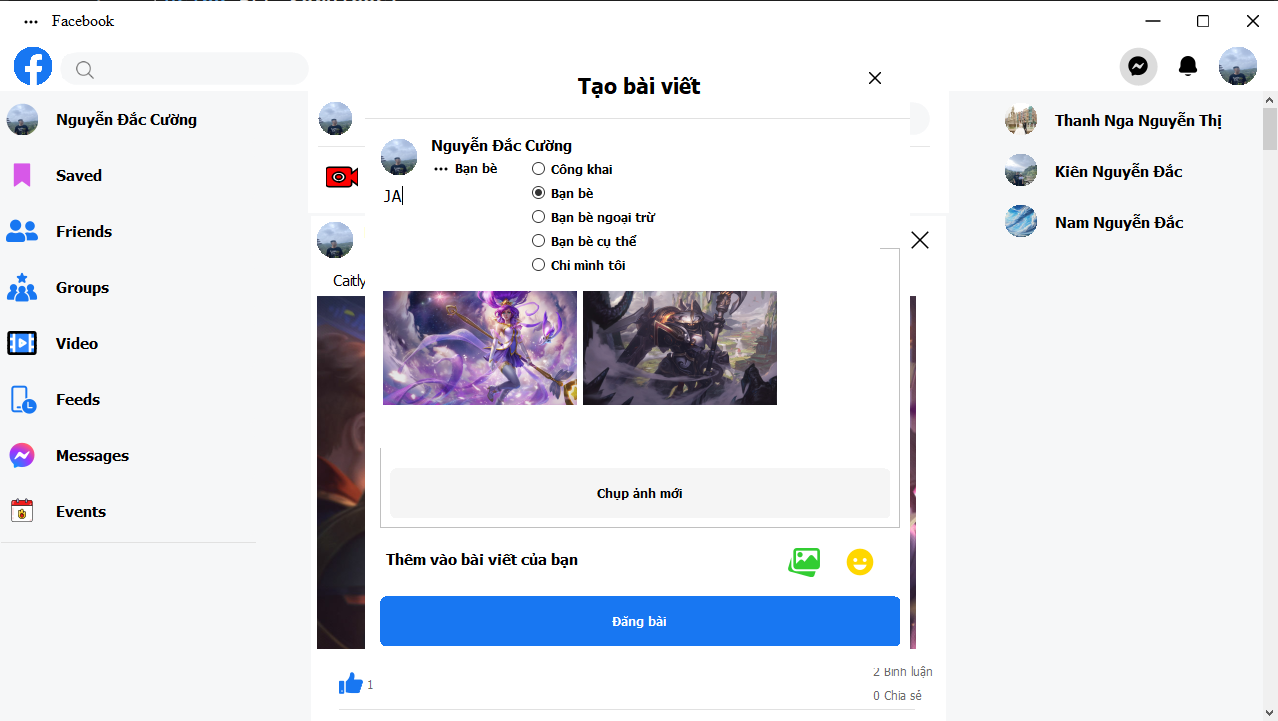 Facebook
Tạo bài viết
Nguyễn Đắc Cường
Saved
Friends
Groups
Video
Feeds
Messages
Events
Nguyễn Đắc Cường
Bạn bè
JA
Công khai
Bạn bè
Bạn bè ngoại trừ
Bạn bè cụ thể
Chỉ mình tôi
Caitly
Chụp ảnh mới
Thêm vào bài viết của bạn
Đăng bài
1
2 Bình luận
0 Chia sẻ
Thanh Nga Nguyễn Thị
Kiên Nguyễn Đắc
Nam Nguyễn Đắc